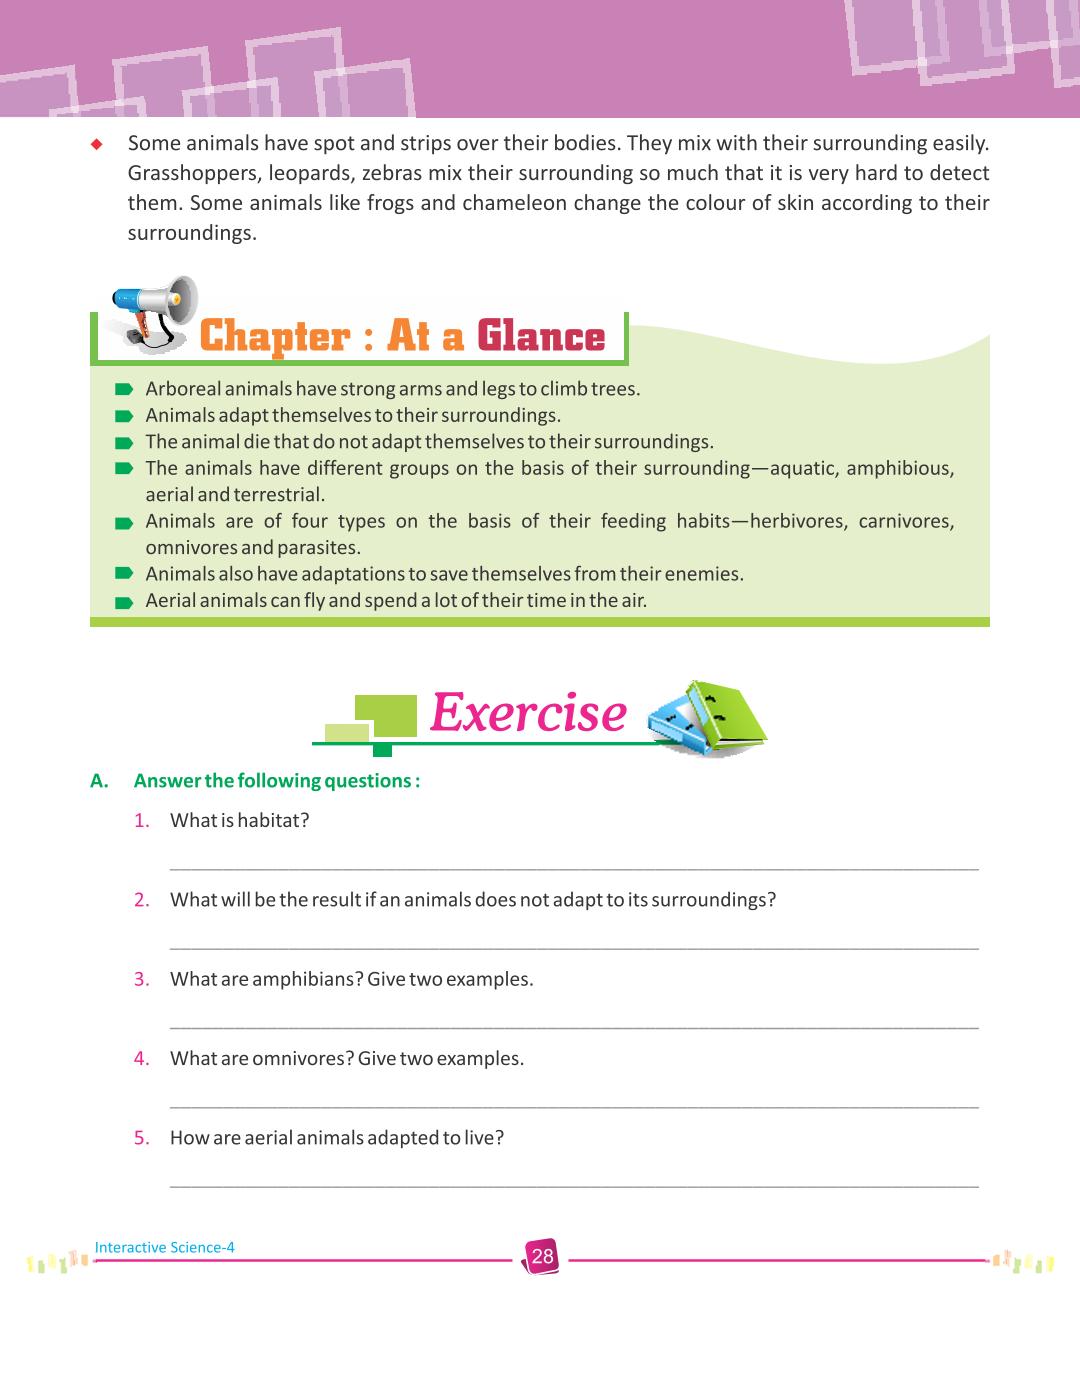 Some animals have spot and strips over their bodies. They mix with their surrounding easily.
Grasshoppers, leopards, zebras mix their surrounding so much that it is very hard to detect
them. Some animals like frogs and chameleon change the colour of skin according to their
surroundings.
Chapter : At a Glance
Arboreal animals have strong arms and legs to climb trees.
Animals adapt themselves to their surroundings.
The animal die that do not adapt themselves to their surroundings.
The animals have different groups on the basis of their surrounding—aquatic, amphibious,
aerial and terrestrial.
Animals are of four types on the basis of their feeding habits—herbivores, carnivores,
omnivores and parasites.
Animals also have adaptations to save themselves from their enemies.
Aerial animals can fly and spend a lot of their time in the air.
Exercise
A. Answer the following questions :
1. What is habitat?
2. What will be the result if an animals does not adapt to its surroundings?
3. What are amphibians? Give two examples.
4. What are omnivores? Give two examples.
5. How are aerial animals adapted to live?
Interactive Science-4
28